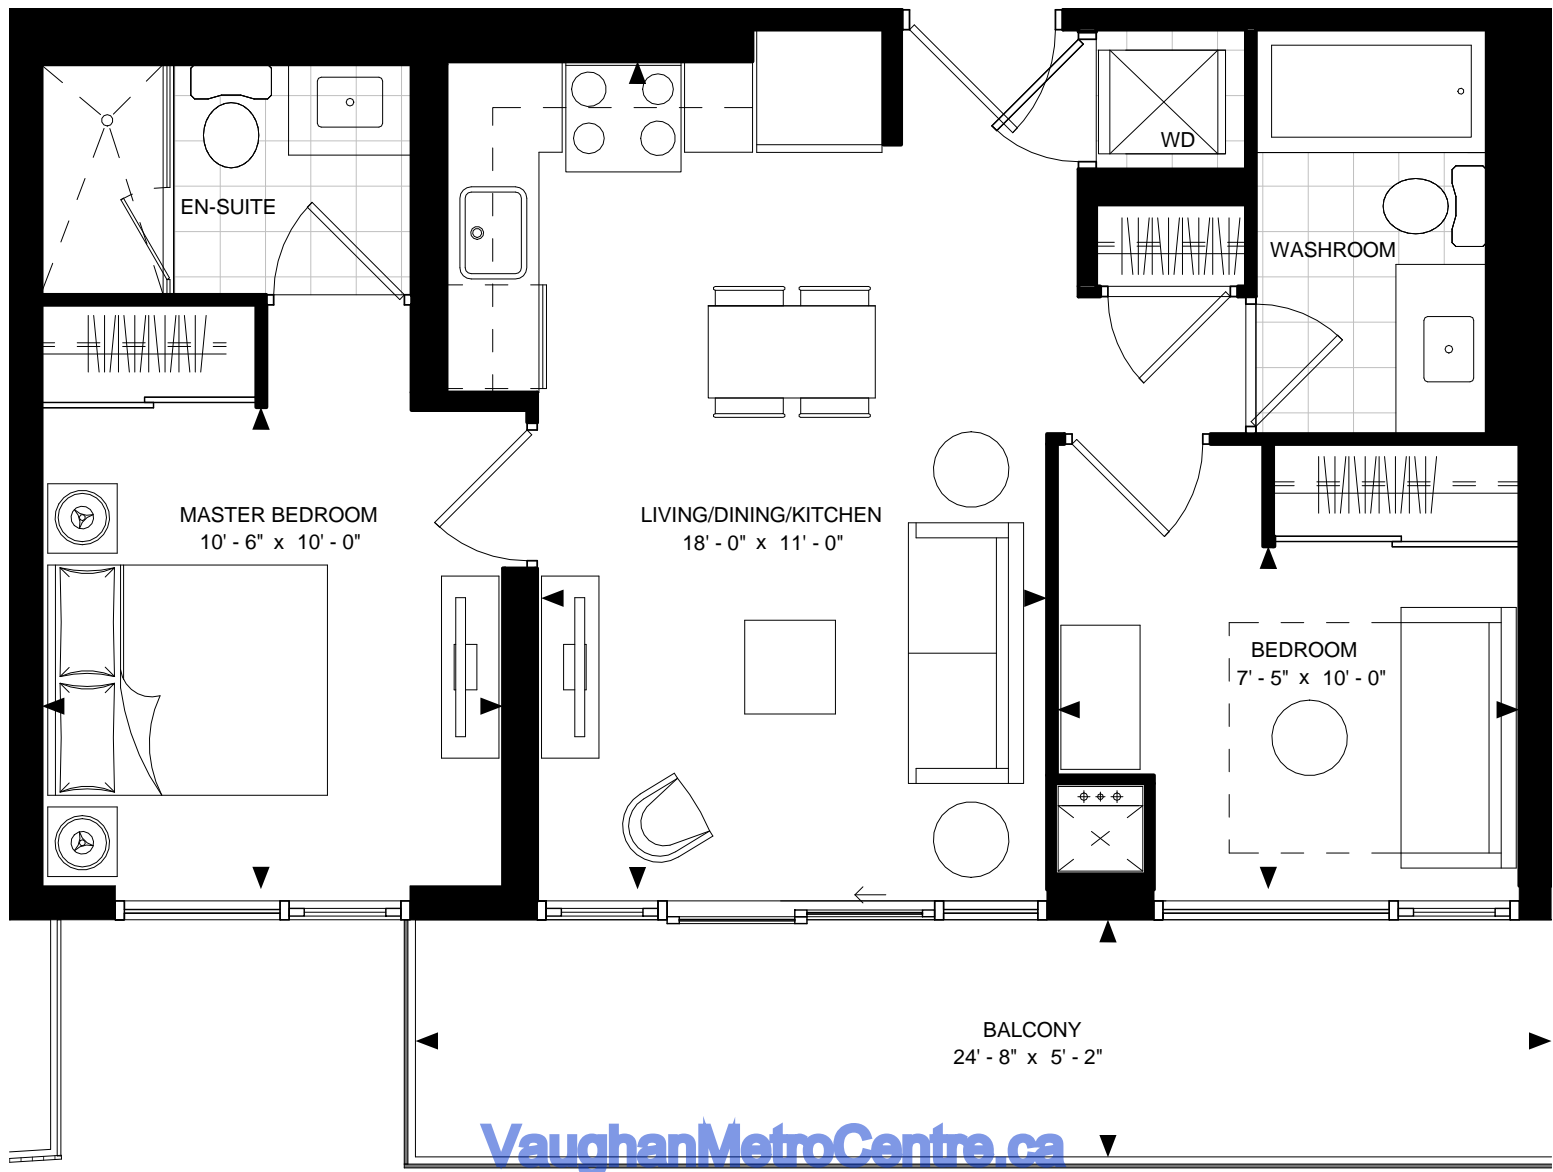 WD
EN-SUITE
WASHROOM
MASTER BEDROOM
10' - 6" x 10' - 0"
LIVING/DINING/KITCHEN
18' - 0" x 11' - 0"
BEDROOM
7' - 5" x 10' - 0"
BALCONY
24' - 8" x 5' - 2"
VaughanMetroCentre.ca